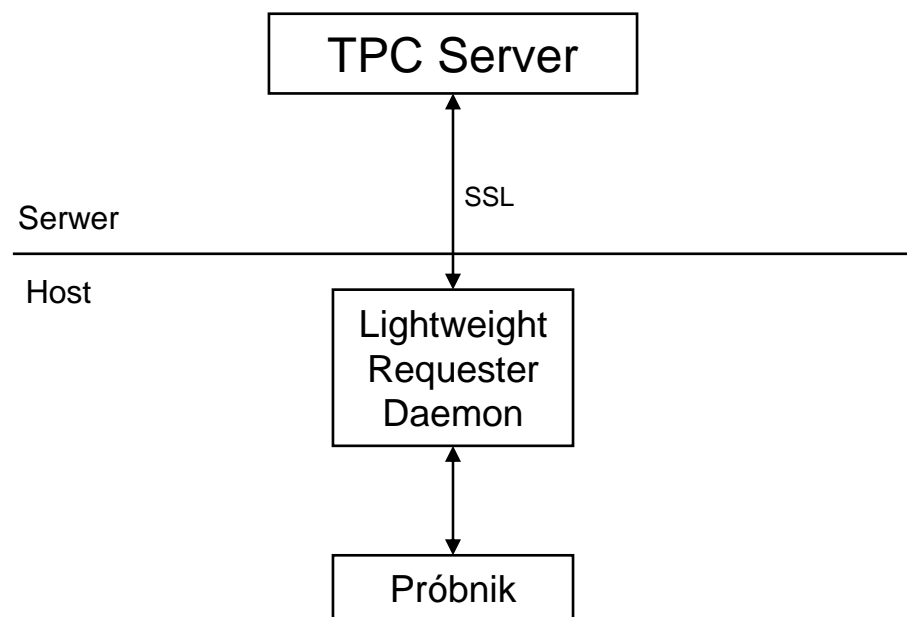 TPC Server
SSL
Serwer
Host
Lightweight
Requester
Daemon
Próbnik